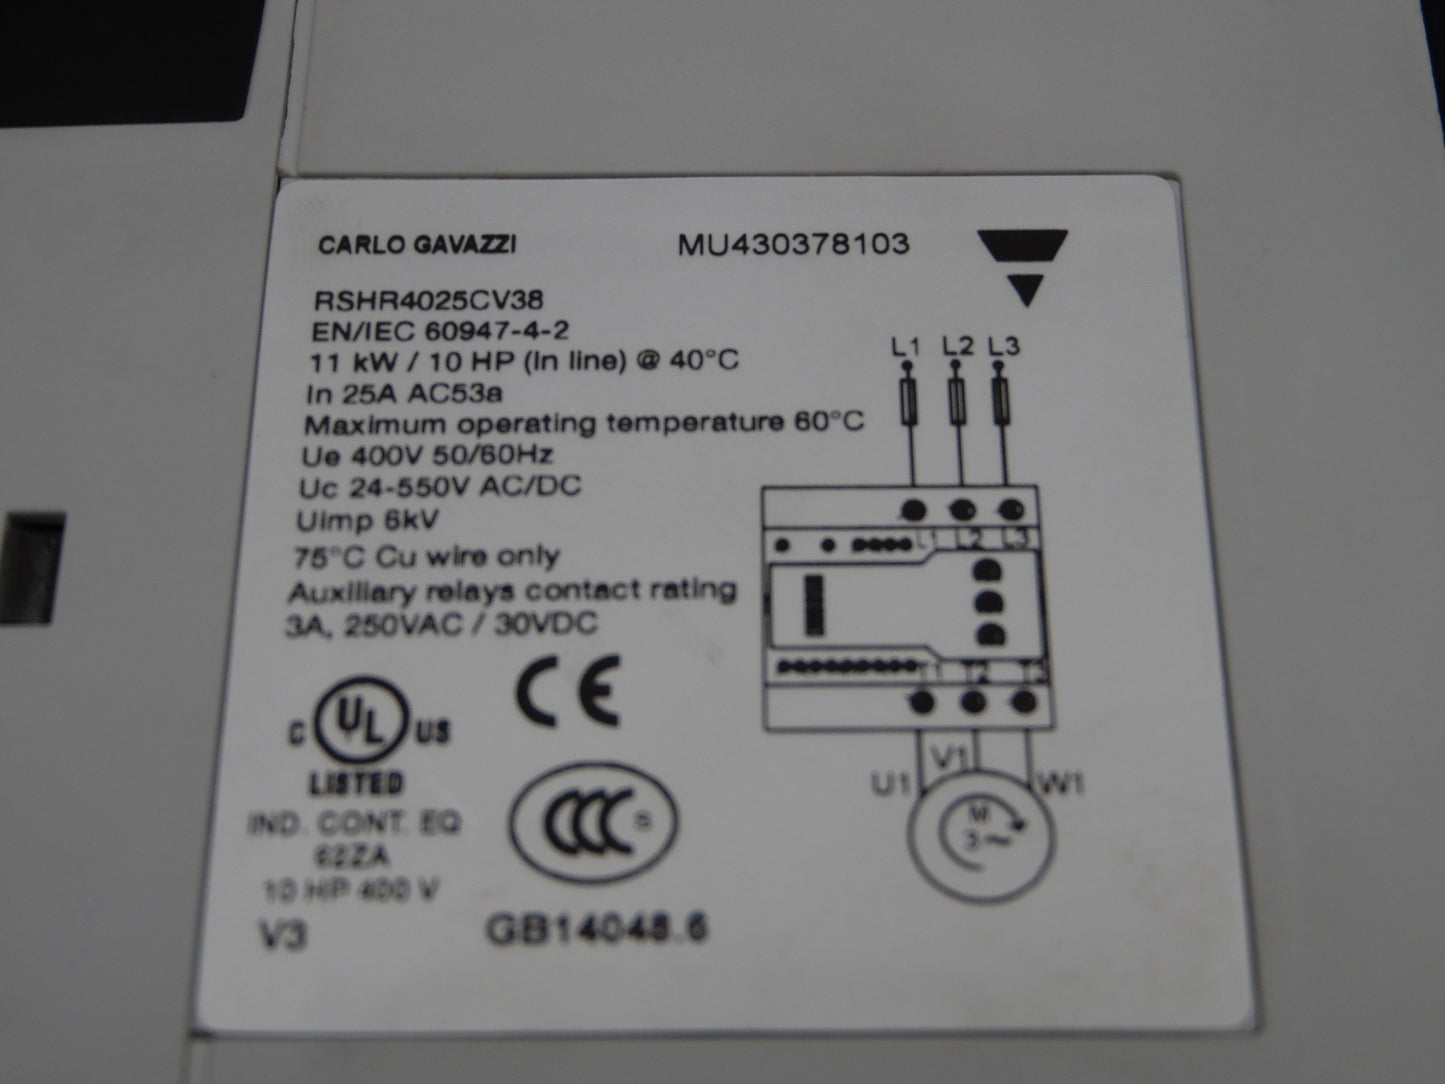 CARLO GAVAZZI
MU430378103
RSHR4025CV38
EN/IEC 60947-4-2
11 kW / 10 HP (In line) @ 40°C
In 25A AC53a
Maximum operating temperature 60°C
Ue 400V 50/60Hz
Uc 24-550V AC/DC
Uimp 6kV
75°C Cu wire only
Auxiliary relays contact rating
3A, 250VAC / 30VDC
L1 L2 L3
L1 L2 L3
T1 T2 T3
U1 V1 W1
M
3~
C UL US
LISTED
IND. CONT. EQ
62ZA
10 HP 400 V
V3
CE
CCC S
GB14048.6